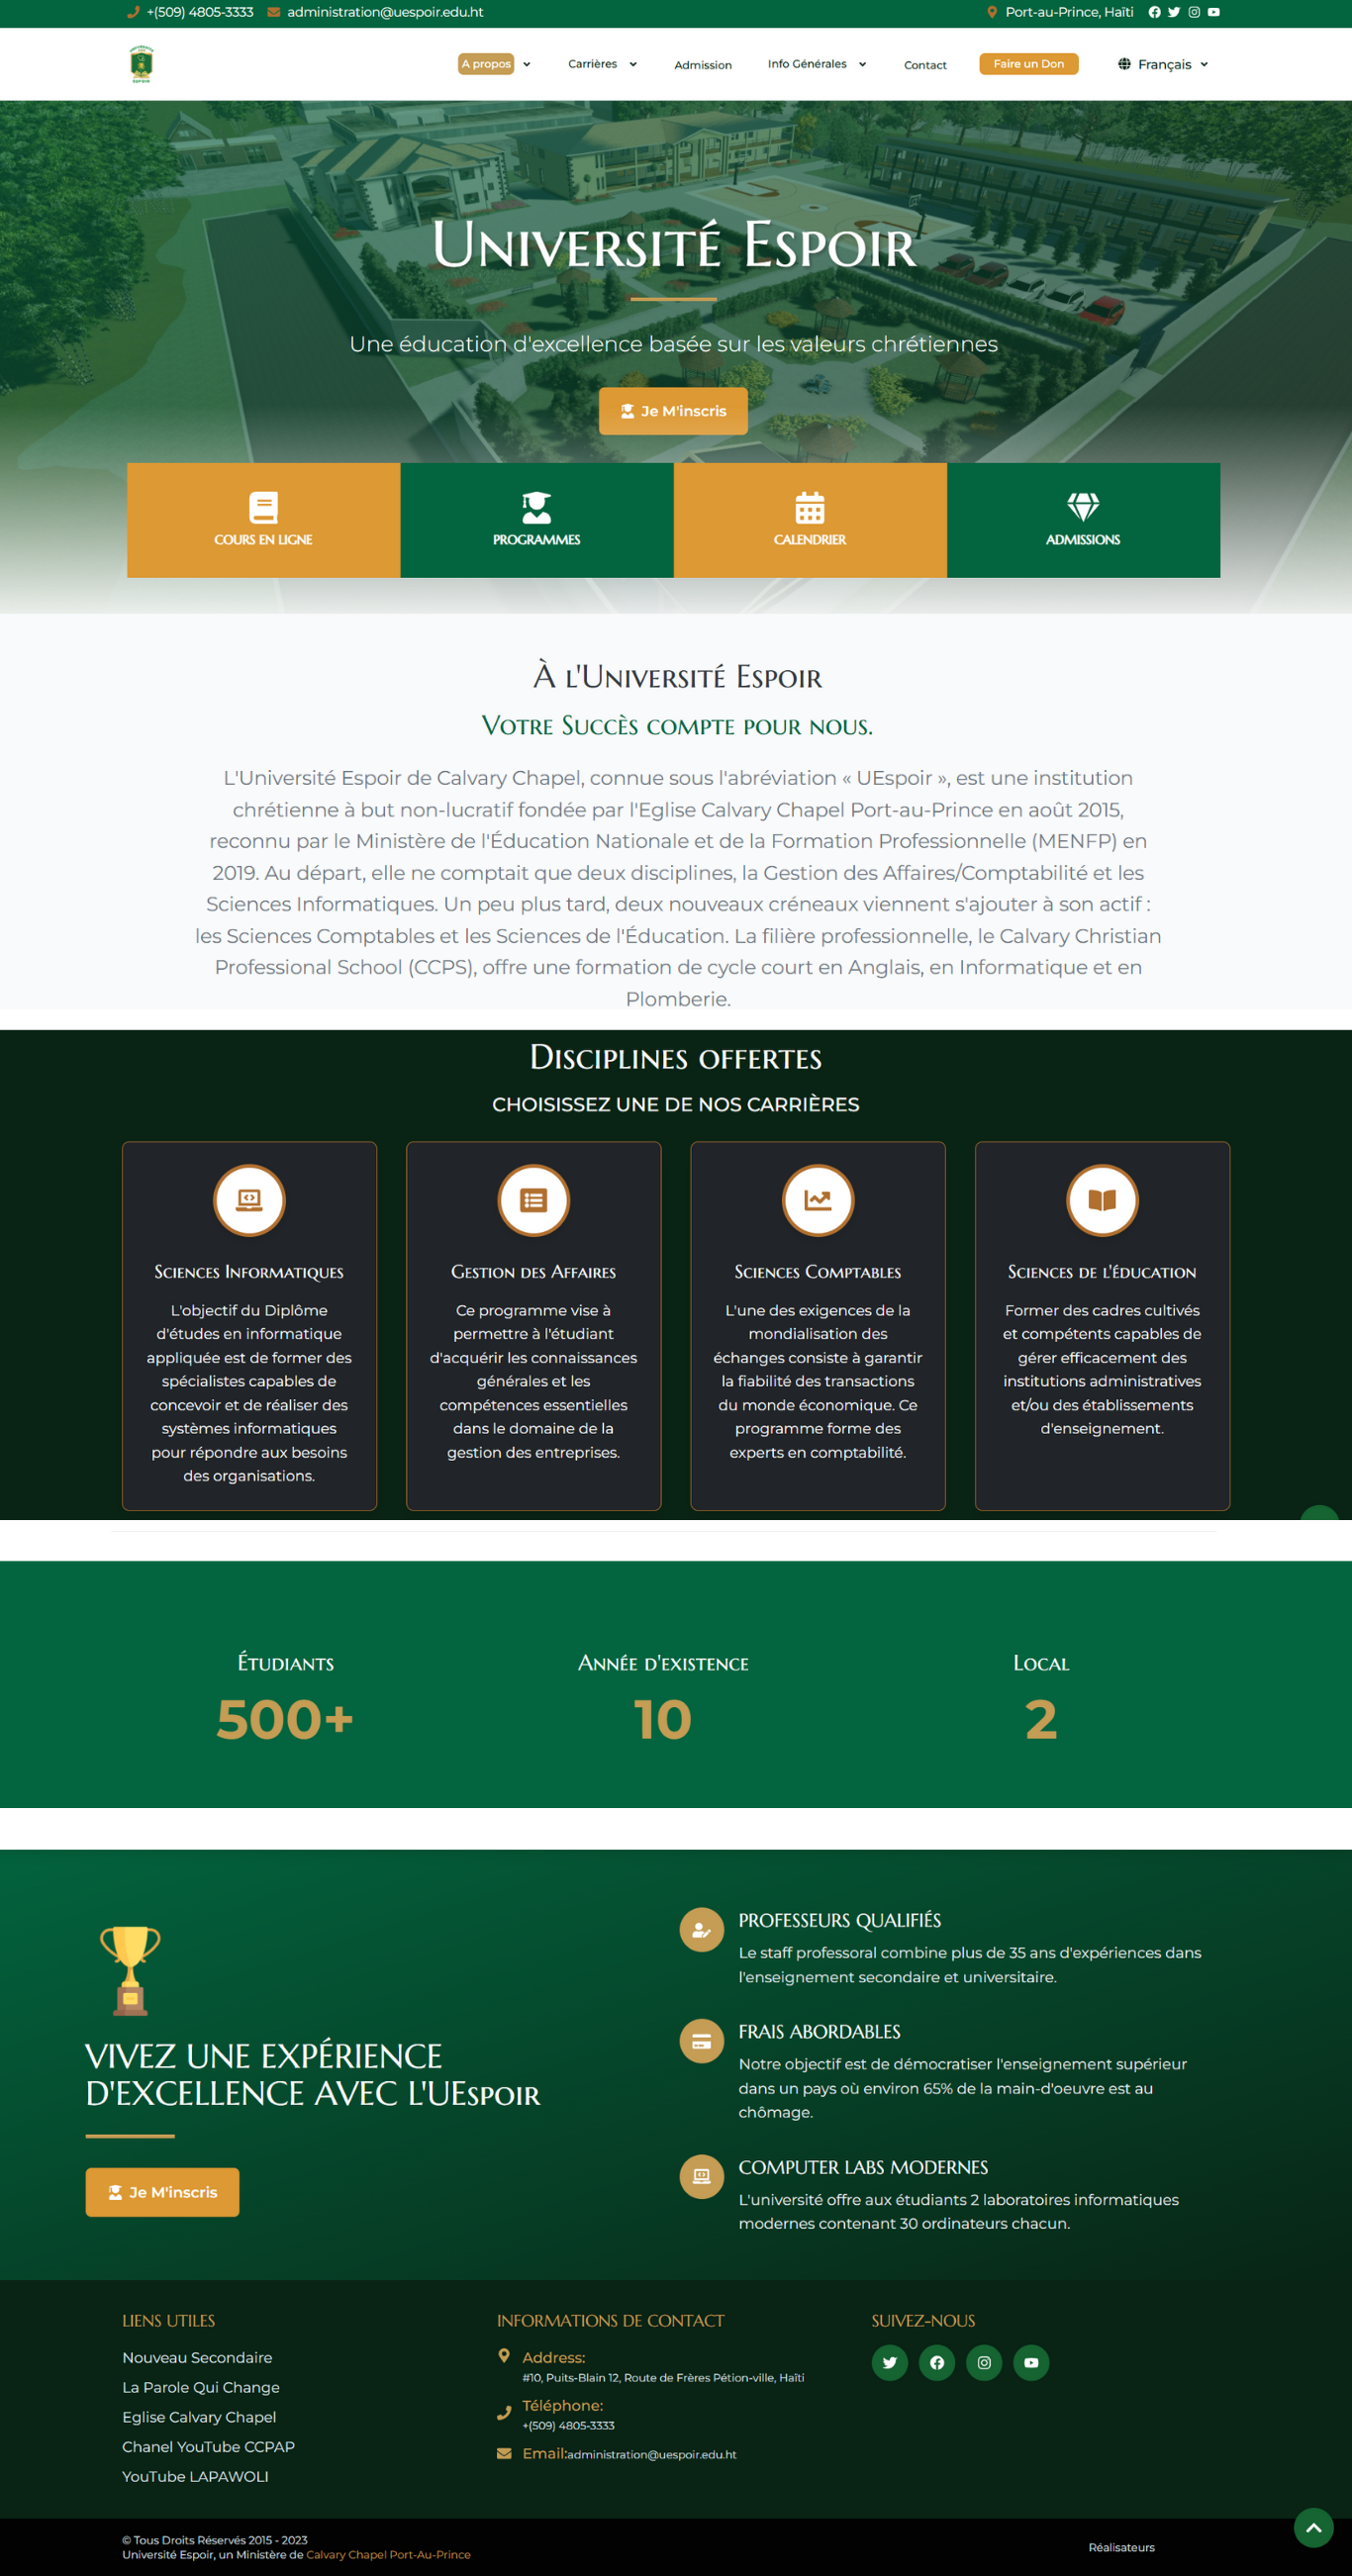 +(509) 4805-3333 administration@uespoir.edu.ht Port-au-Prince, Haïti
A propos Carrières Admission Info Générales Contact Faire un Don Français
Université Espoir
Une éducation d'excellence basée sur les valeurs chrétiennes
Je M'inscris
COURS EN LIGNE
PROGRAMMES
CALENDRIER
ADMISSIONS
À l'Université Espoir
Votre Succès compte pour nous.
L'Université Espoir de Calvary Chapel, connue sous l'abréviation « UEspoir », est une institution
chrétienne à but non-lucratif fondée par l'Eglise Calvary Chapel Port-au-Prince en août 2015,
reconnu par le Ministère de l'Éducation Nationale et de la Formation Professionnelle (MENFP) en
2019. Au départ, elle ne comptait que deux disciplines, la Gestion des Affaires/Comptabilité et les
Sciences Informatiques. Un peu plus tard, deux nouveaux créneaux viennent s'ajouter à son actif :
les Sciences Comptables et les Sciences de l'Éducation. La filière professionnelle, le Calvary Christian
Professional School (CCPS), offre une formation de cycle court en Anglais, en Informatique et en
Plomberie.
Disciplines offertes
CHOISISSEZ UNE DE NOS CARRIÈRES
Sciences Informatiques
L'objectif du Diplôme
d'études en informatique
appliquée est de former des
spécialistes capables de
concevoir et de réaliser des
systèmes informatiques
pour répondre aux besoins
des organisations.
Gestion des Affaires
Ce programme vise à
permettre à l'étudiant
d'acquérir les connaissances
générales et les
compétences essentielles
dans le domaine de la
gestion des entreprises.
Sciences Comptables
L'une des exigences de la
mondialisation des
échanges consiste à garantir
la fiabilité des transactions
du monde économique. Ce
programme forme des
experts en comptabilité.
Sciences de l'éducation
Former des cadres cultivés
et compétents capables de
gérer efficacement des
institutions administratives
et/ou des établissements
d'enseignement.
Étudiants
500+
Année d'existence
10
Local
2
VIVEZ UNE EXPÉRIENCE
D'EXCELLENCE AVEC L'UEspoir
Je M'inscris
PROFESSEURS QUALIFIÉS
Le staff professoral combine plus de 35 ans d'expériences dans
l'enseignement secondaire et universitaire.
FRAIS ABORDABLES
Notre objectif est de démocratiser l'enseignement supérieur
dans un pays où environ 65% de la main-d'oeuvre est au
chômage.
COMPUTER LABS MODERNES
L'université offre aux étudiants 2 laboratoires informatiques
modernes contenant 30 ordinateurs chacun.
LIENS UTILES
Nouveau Secondaire
La Parole Qui Change
Eglise Calvary Chapel
Chanel YouTube CCPAP
YouTube LAPAWOLI
INFORMATIONS DE CONTACT
Address:
#10, Puits-Blain 12, Route de Frères Pétion-ville, Haïti
Téléphone:
+(509) 4805-3333
Email:administration@uespoir.edu.ht
SUIVEZ-NOUS
© Tous Droits Réservés 2015 - 2023
Université Espoir, un Ministère de Calvary Chapel Port-Au-Prince
Réalisateurs